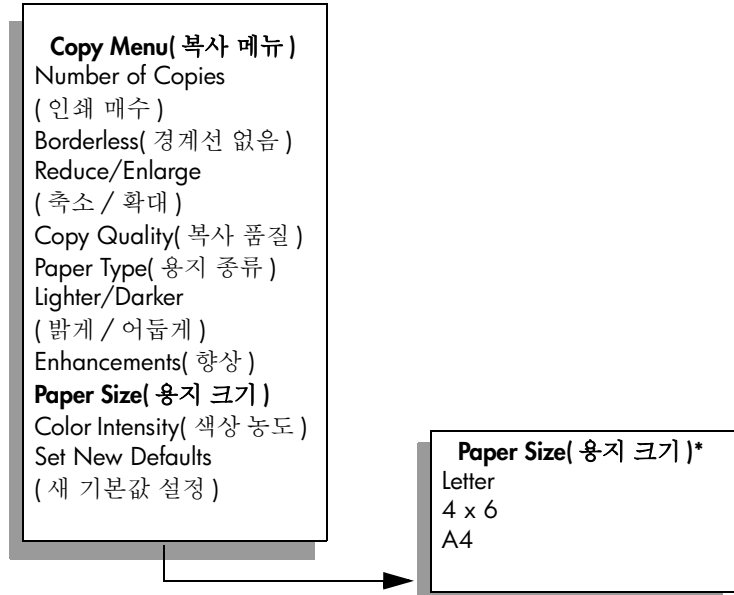 Copy Menu( 복사 메뉴 )
Number of Copies
( 인쇄 매수 )
Borderless( 경계선 없음 )
Reduce/Enlarge
( 축소 / 확대 )
Copy Quality( 복사 품질 )
Paper Type( 용지 종류 )
Lighter/Darker
( 밝게 / 어둡게 )
Enhancements( 향상 )
Paper Size( 용지 크기 )
Color Intensity( 색상 농도 )
Set New Defaults
( 새 기본값 설정 )
Paper Size( 용지 크기 )*
Letter
4 x 6
A4